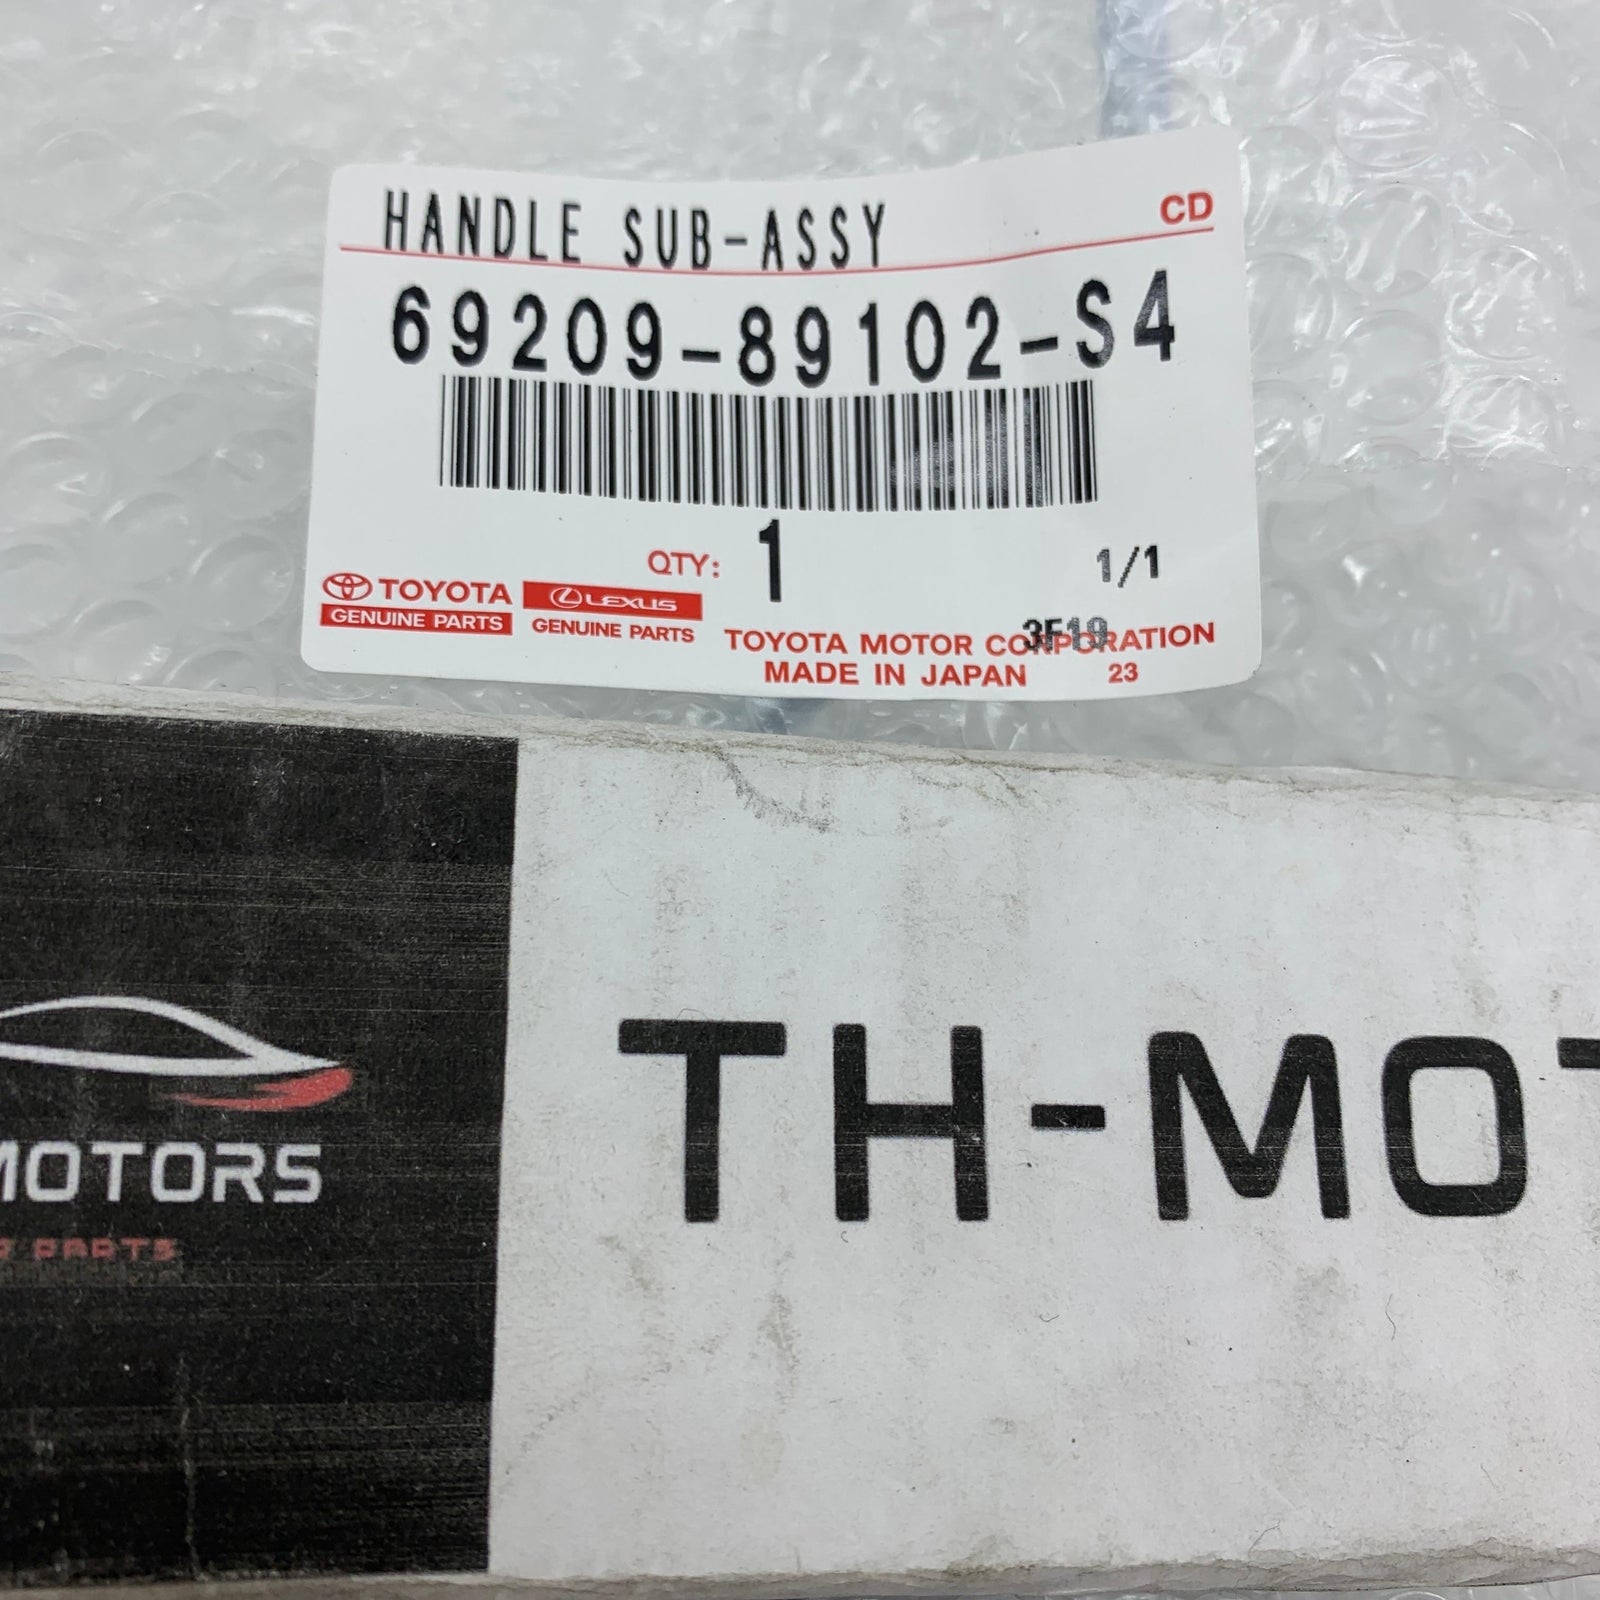 HANDLE SUB-ASSY CD
69209-89102-S4
QTY: 1 1/1
TOYOTA LEXUS
GENUINE PARTS GENUINE PARTS
TOYOTA MOTOR CORPORATION 3F19
MADE IN JAPAN 23
TH-MOT
MOTORS
PARTS